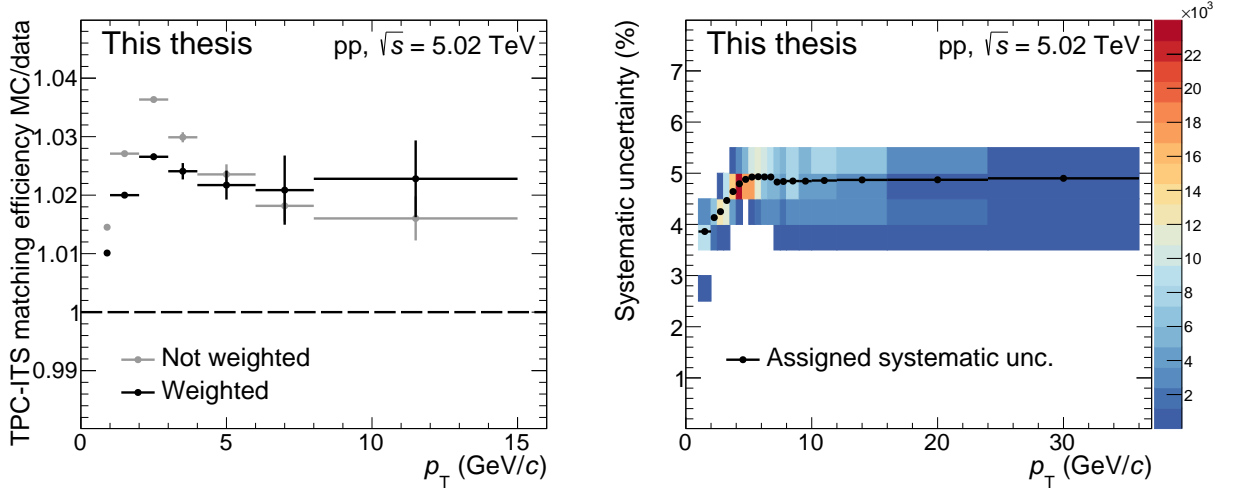 This thesis
pp, √s = 5.02 TeV
TPC-ITS matching efficiency MC/data
1.04
1.03
1.02
1.01
1
0.99
Not weighted
Weighted
0 5 10 15
p_T (GeV/c)
This thesis
pp, √s = 5.02 TeV
Systematic uncertainty (%)
7
6
5
4
3
2
1
Assigned systematic unc.
0 10 20 30
p_T (GeV/c)
×10³
22
20
18
16
14
12
10
8
6
4
2